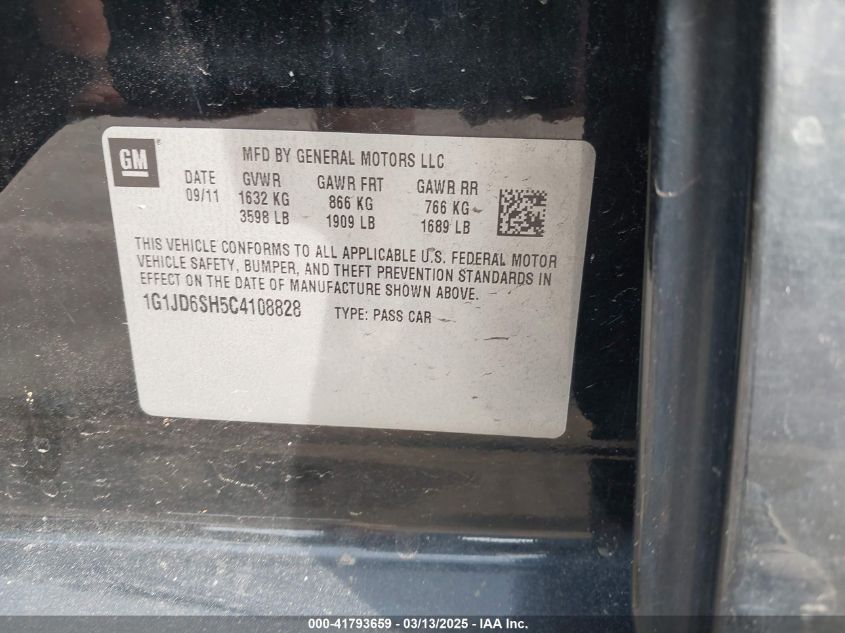 GM
MFD BY GENERAL MOTORS LLC
DATE GVWR GAWR FRT GAWR RR
09/11 1632 KG 866 KG 766 KG
3598 LB 1909 LB 1689 LB
THIS VEHICLE CONFORMS TO ALL APPLICABLE U.S. FEDERAL MOTOR
VEHICLE SAFETY, BUMPER, AND THEFT PREVENTION STANDARDS IN
EFFECT ON THE DATE OF MANUFACTURE SHOWN ABOVE.
1G1JD6SH5C4108828 TYPE: PASS CAR
000-41793659 - 03/13/2025 - IAA Inc.